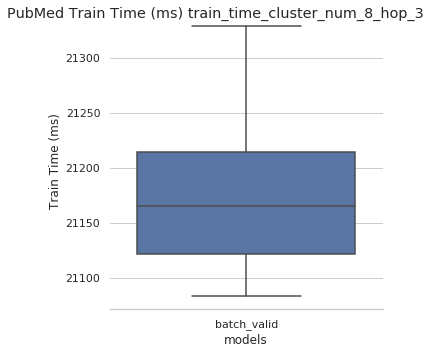 PubMed Train Time (ms) train_time_cluster_num_8_hop_3
21300
21250
21200
21150
21100
Train Time (ms)
batch_valid
models